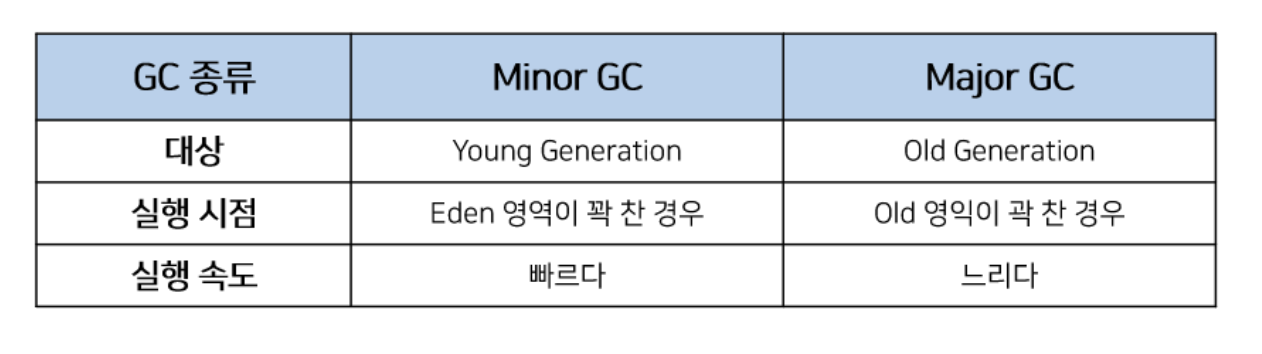 GC 종류 Minor GC Major GC
대상 Young Generation Old Generation
실행 시점 Eden 영역이 꽉 찬 경우 Old 영익이 곽 찬 경우
실행 속도 빠르다 느리다